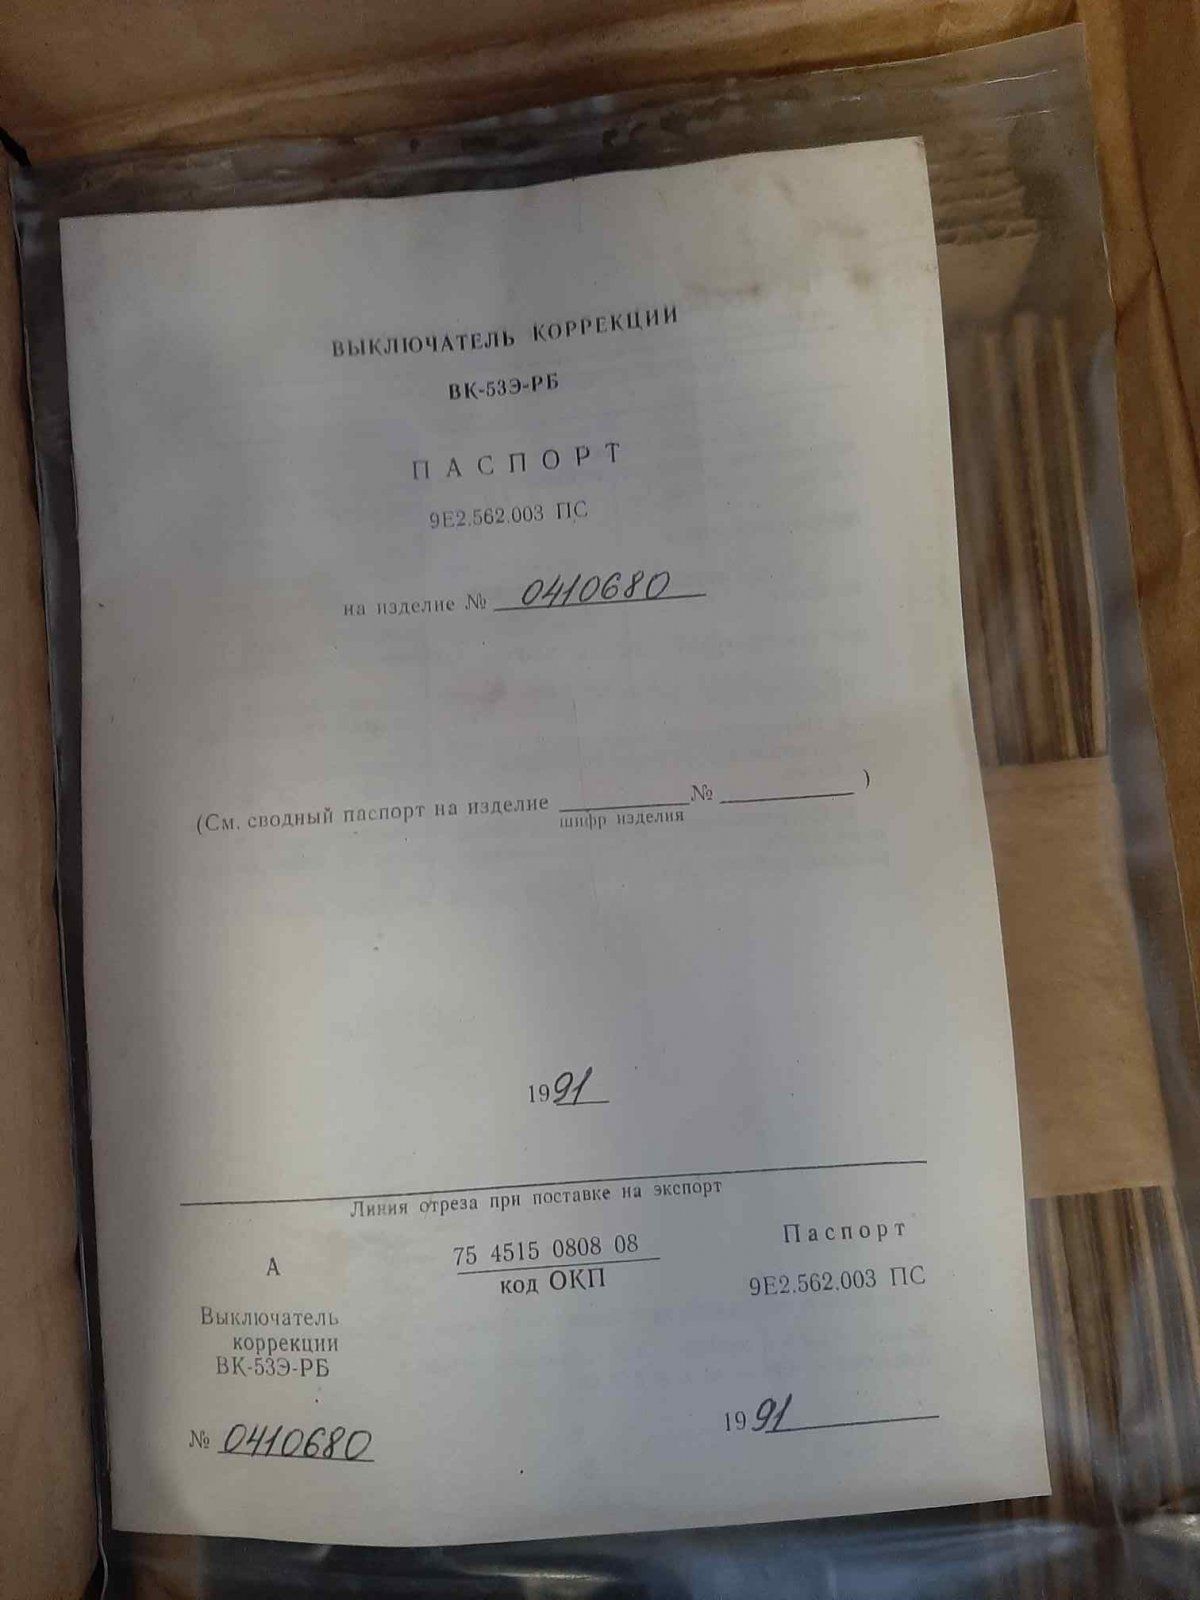 ВЫКЛЮЧАТЕЛЬ КОРРЕКЦИИ
ВК-53Э-РБ
ПАСПОРТ
9Е2.562.003 ПС
на изделие № 0410680
(См. сводный паспорт на изделие ________ № ________ )
шифр изделия
1991
Линия отреза при поставке на экспорт
А
75 4515 0808 08
код ОКП
Паспорт
9Е2.562.003 ПС
Выключатель
коррекции
ВК-53Э-РБ
№ 0410680
1991